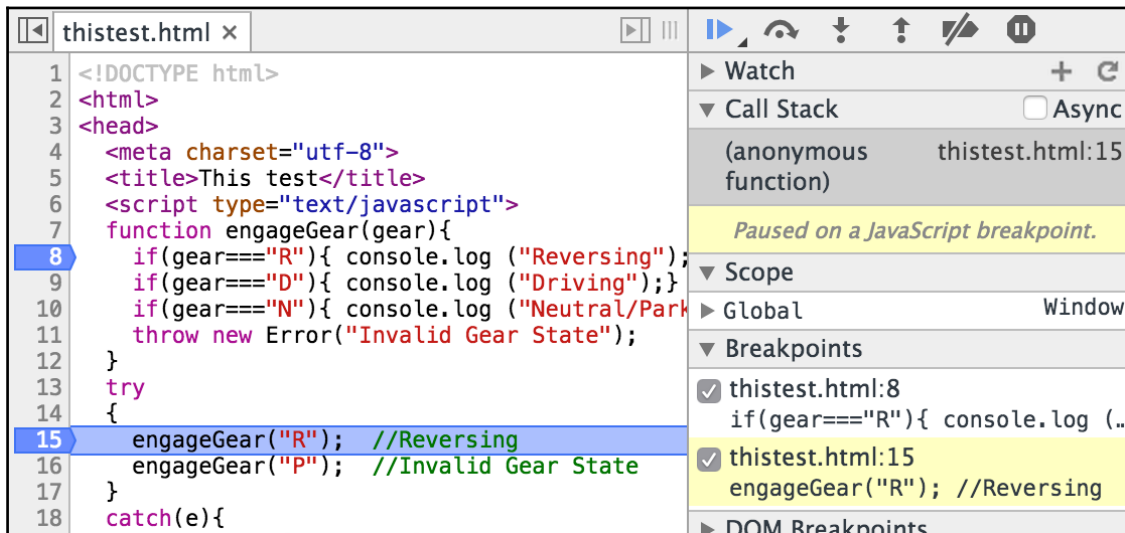 thistest.html ×
1 <!DOCTYPE html>
2 <html>
3 <head>
4 <meta charset="utf-8">
5 <title>This test</title>
6 <script type="text/javascript">
7 function engageGear(gear){
8 if(gear==="R"){ console.log ("Reversing");
9 if(gear==="D"){ console.log ("Driving");}
10 if(gear==="N"){ console.log ("Neutral/Park
11 throw new Error("Invalid Gear State");
12 }
13 try
14 {
15 engageGear("R"); //Reversing
16 engageGear("P"); //Invalid Gear State
17 }
18 catch(e){
Watch
Call Stack Async
(anonymous thistest.html:15
function)
Paused on a JavaScript breakpoint.
Scope
Global Window
Breakpoints
thistest.html:8
if(gear==="R"){ console.log (…
thistest.html:15
engageGear("R"); //Reversing
DOM Breakpoints